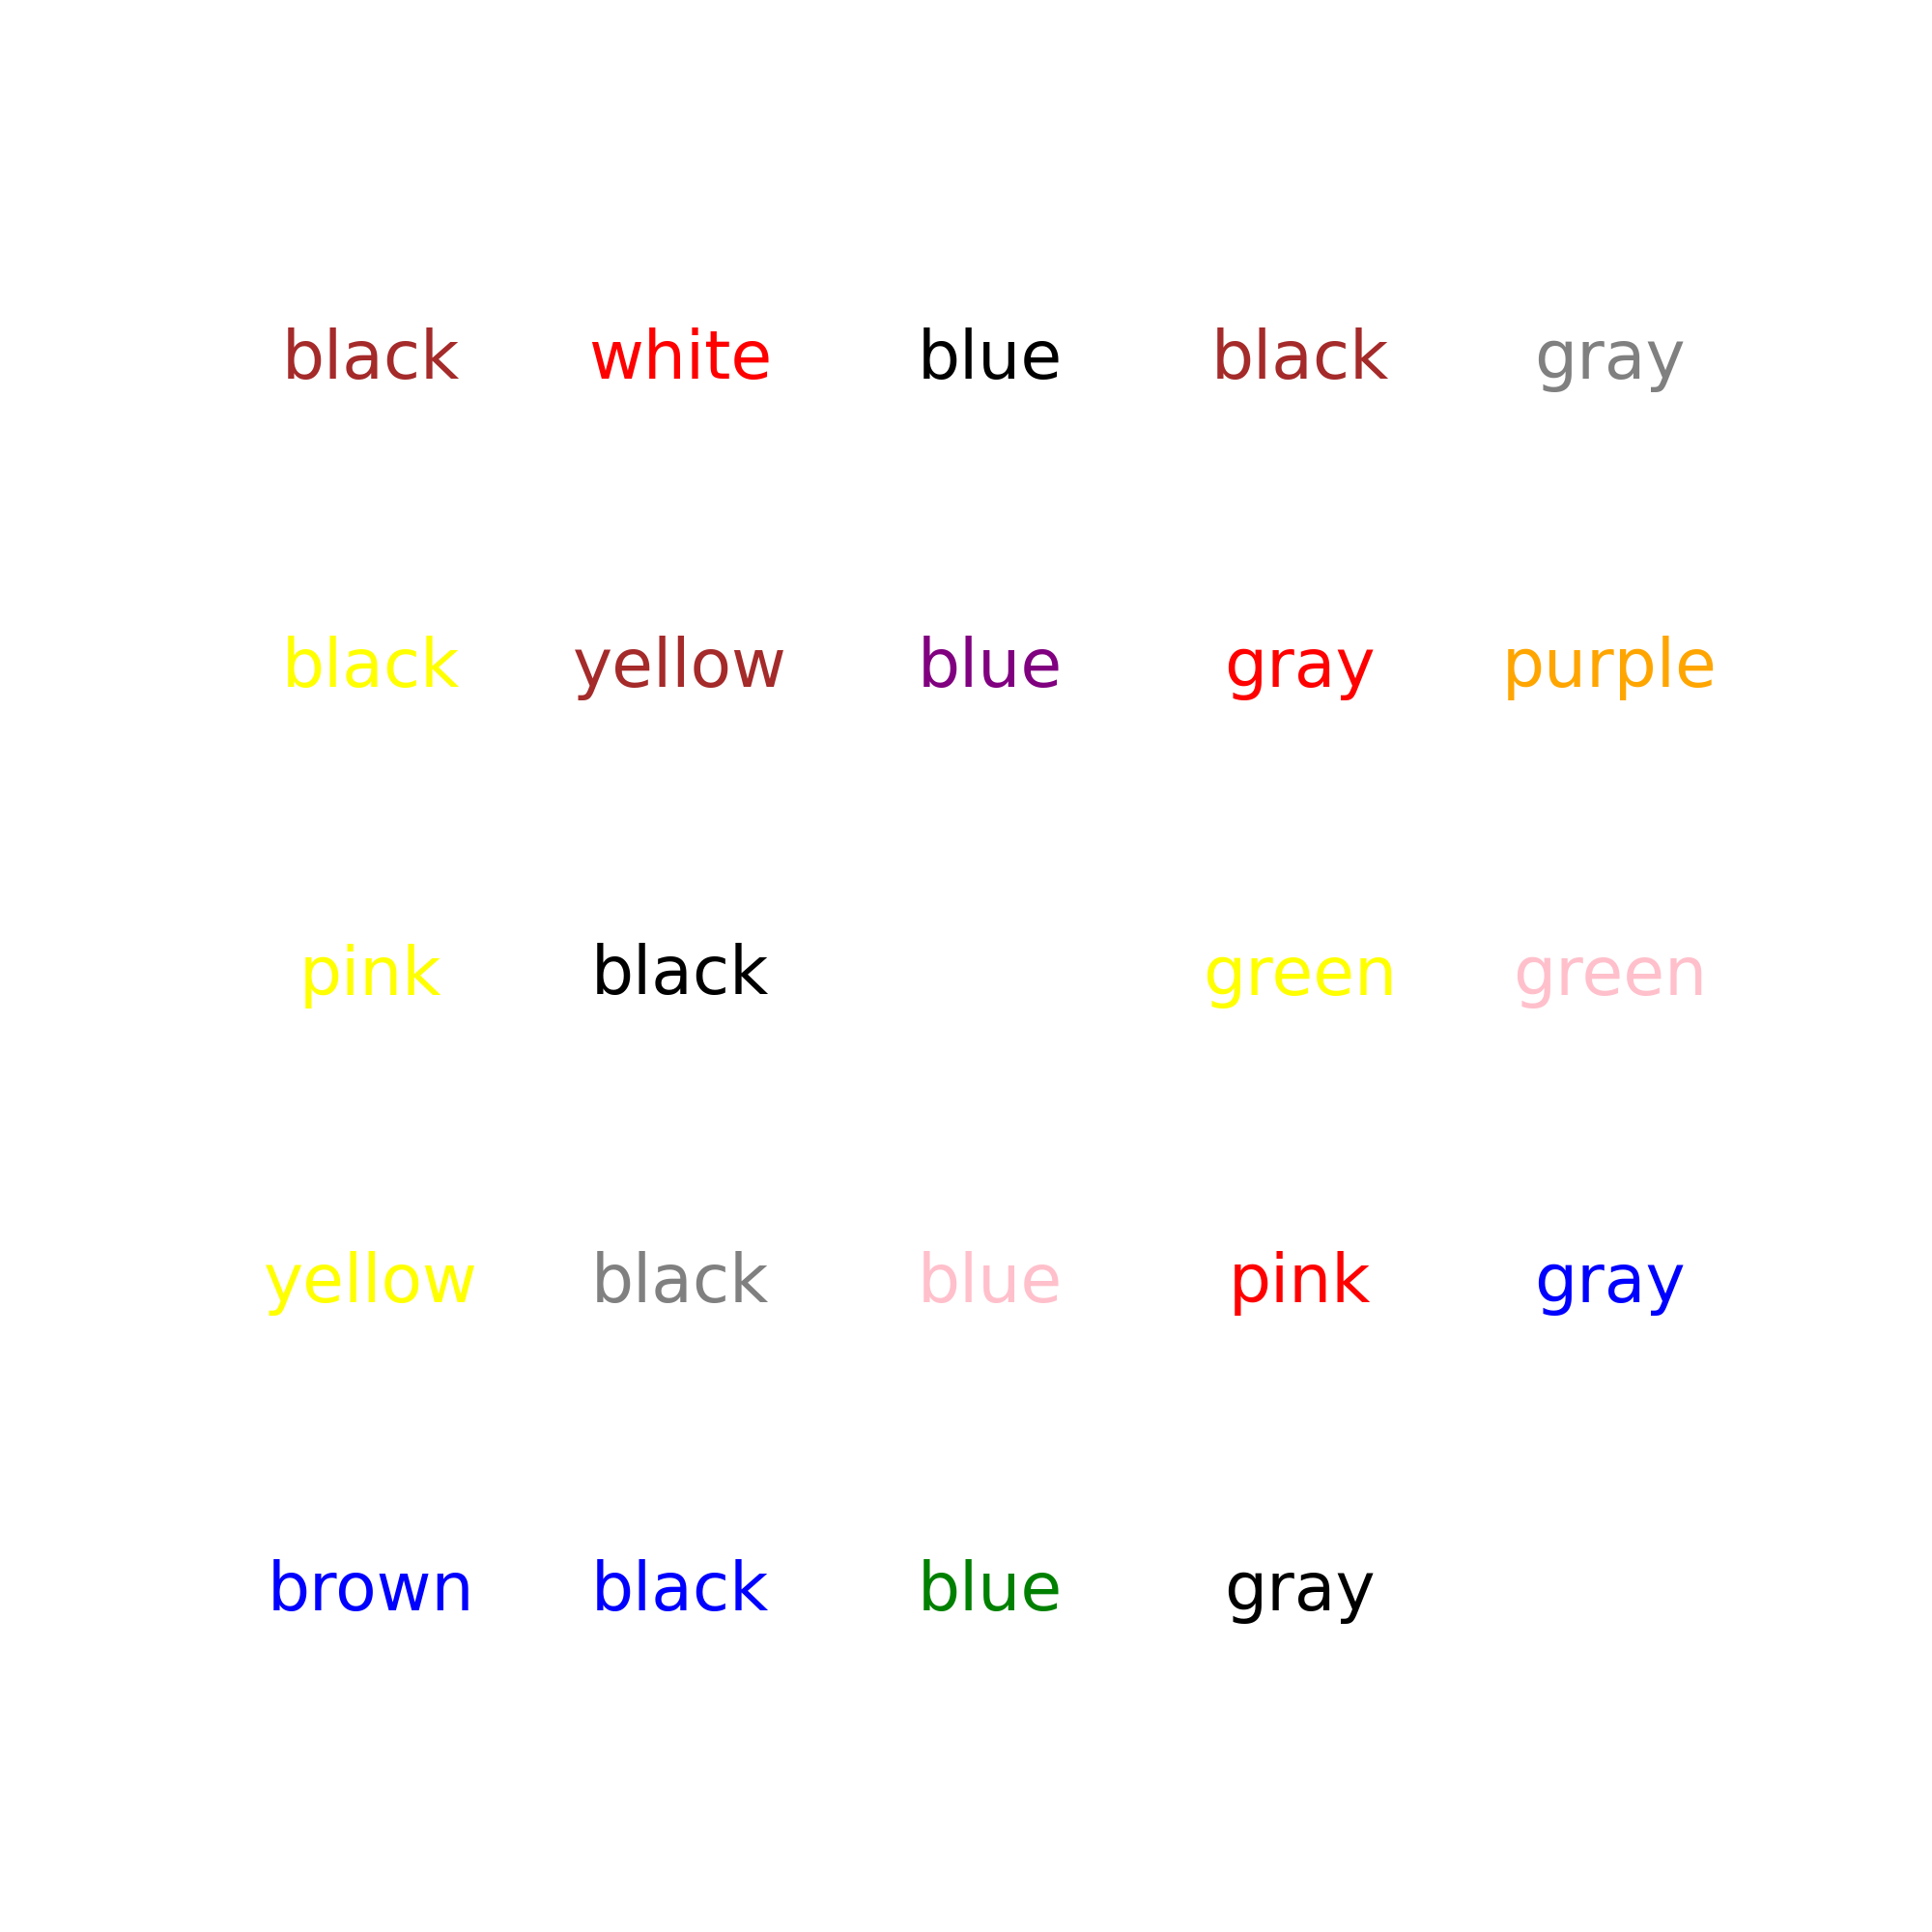 black white blue black gray
black yellow blue gray purple
pink black green green
yellow black blue pink gray
brown black blue gray